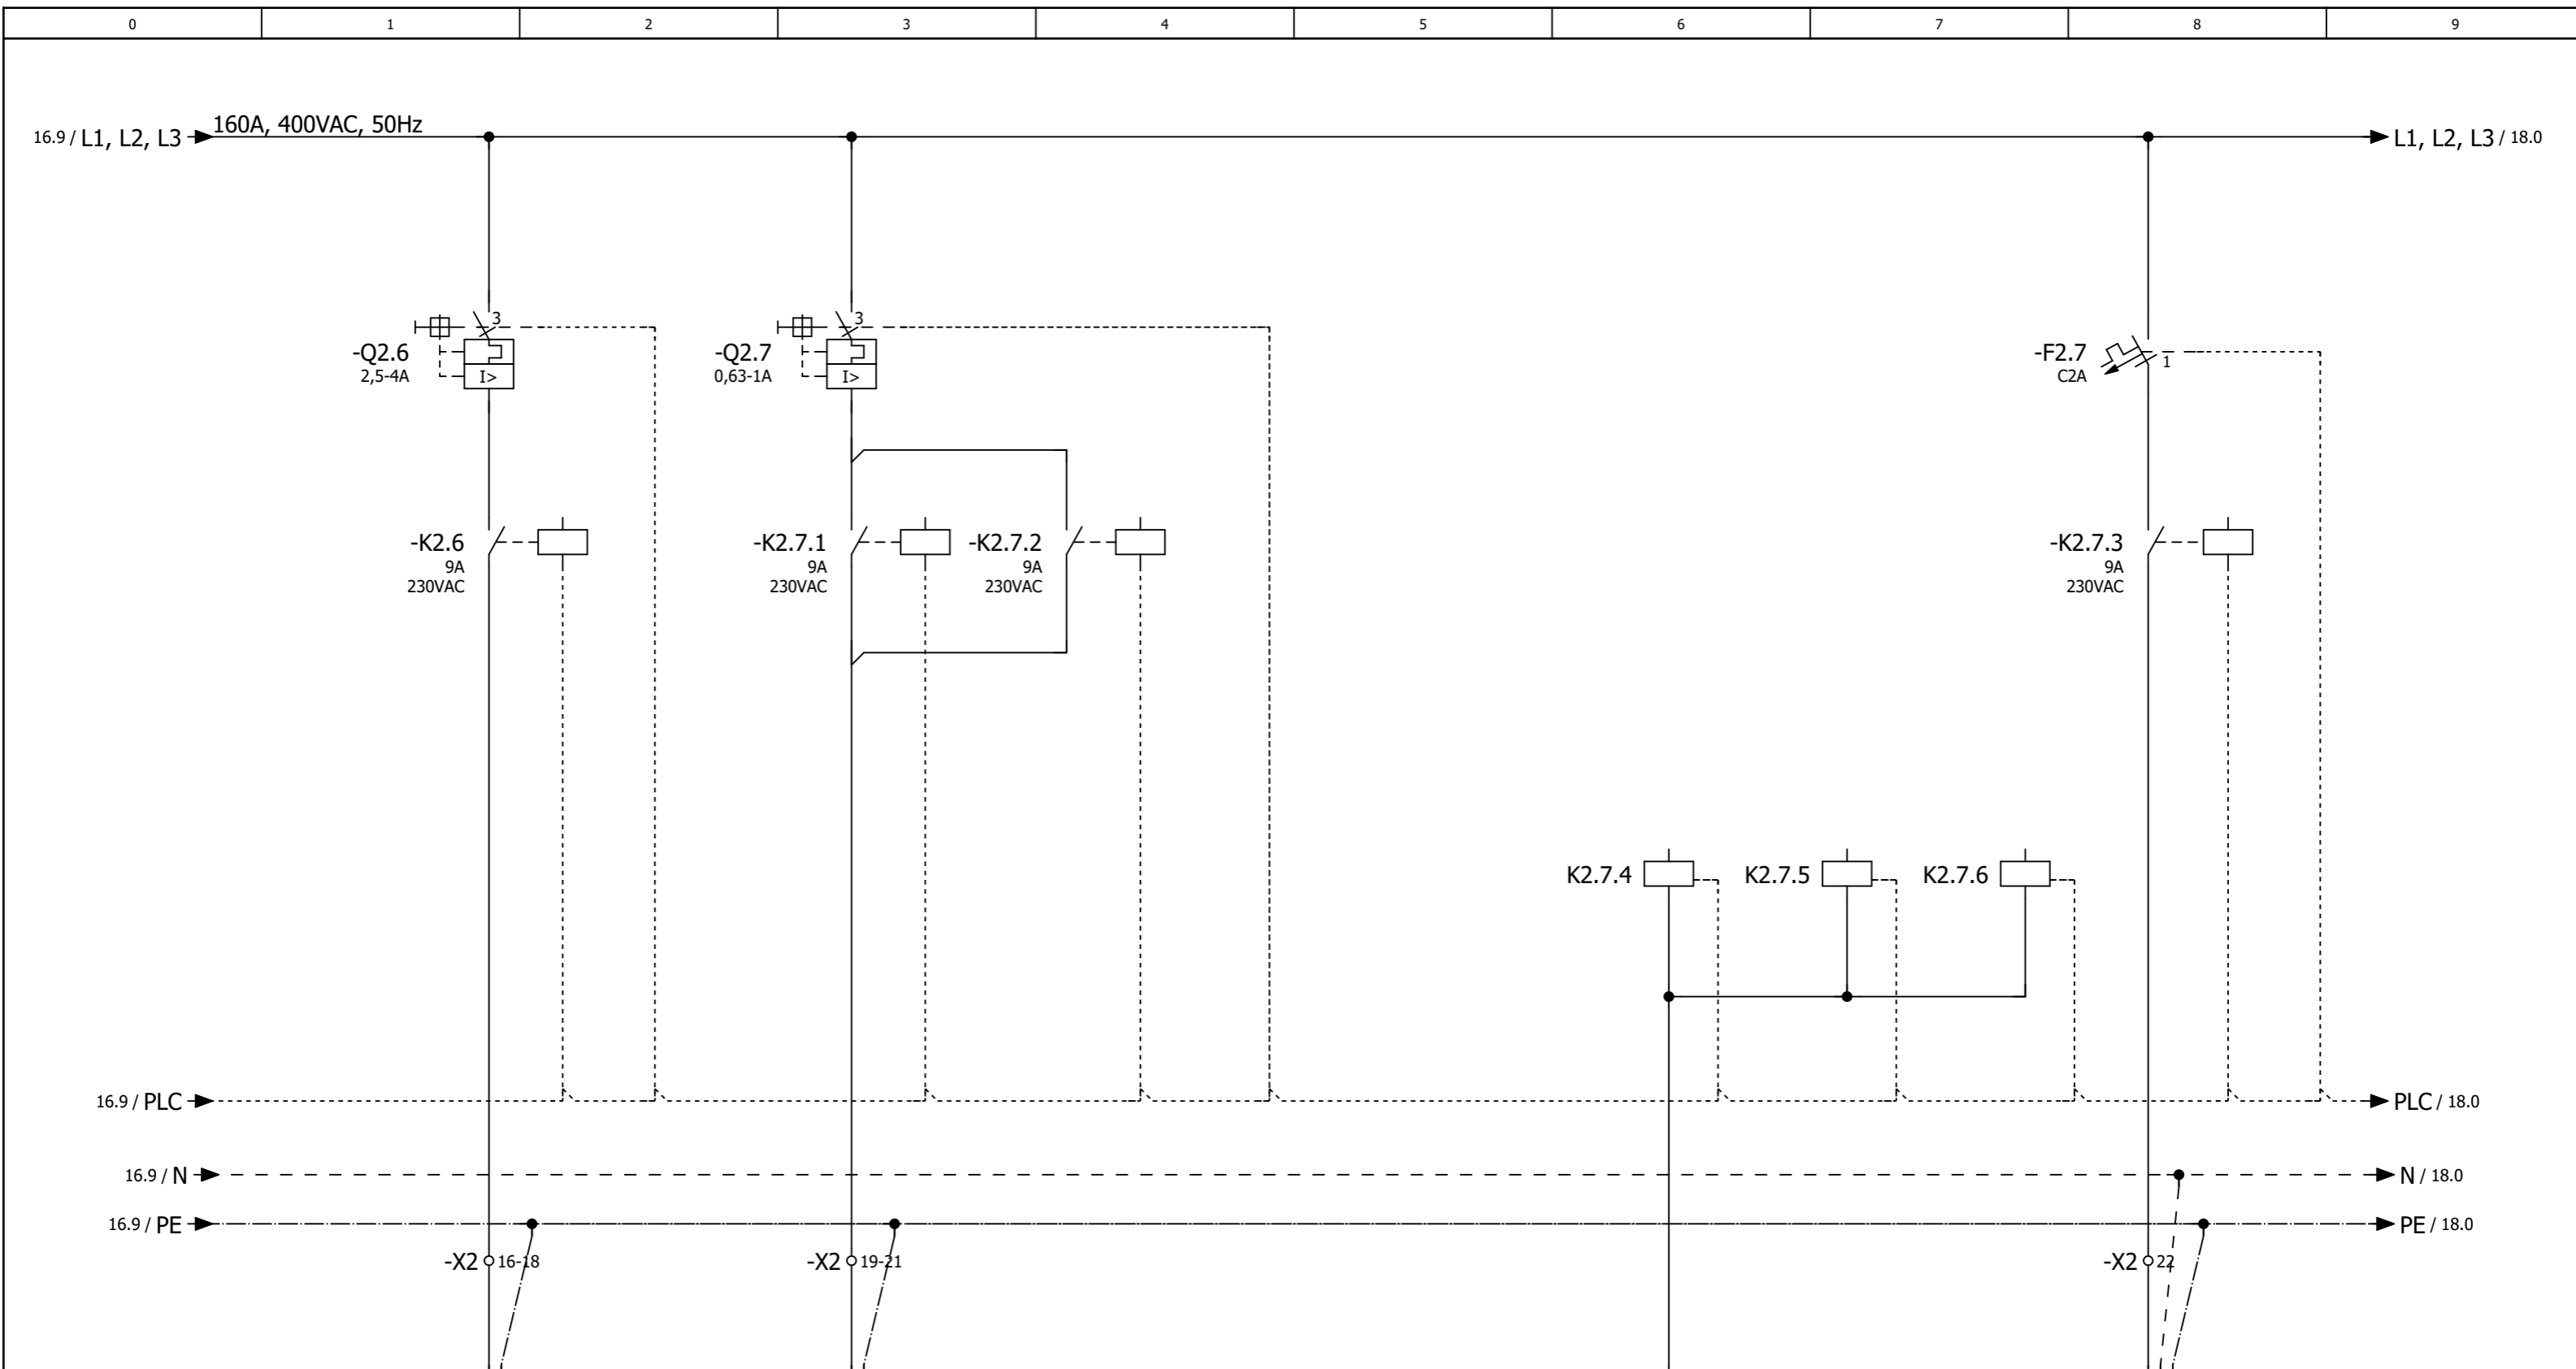 0 1 2 3 4 5 6 7 8 9
160A, 400VAC, 50Hz
16.9 / L1, L2, L3
L1, L2, L3 / 18.0
3
3
-Q2.6
2,5-4A
I>
-Q2.7
0,63-1A
I>
-F2.7
C2A
1
-K2.6
9A
230VAC
-K2.7.1
9A
230VAC
-K2.7.2
9A
230VAC
-K2.7.3
9A
230VAC
K2.7.4
K2.7.5
K2.7.6
16.9 / PLC
PLC / 18.0
16.9 / N
N / 18.0
16.9 / PE
PE / 18.0
-X2 16-18
-X2 19-21
-X2 22